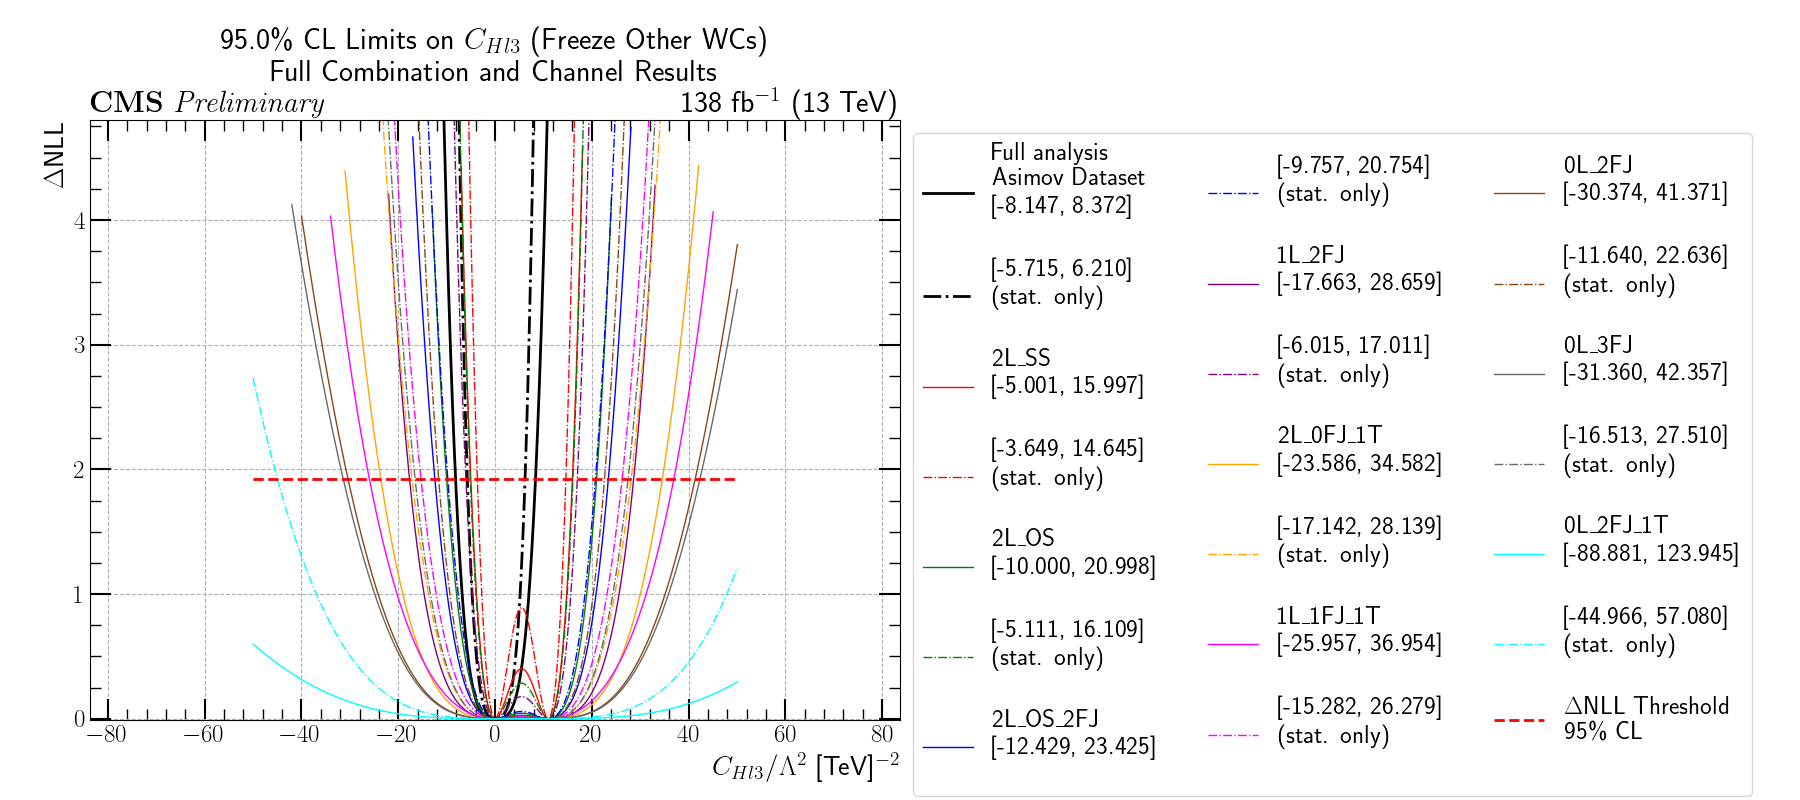 95.0% CL Limits on C_{Hl3} (Freeze Other WCs)
Full Combination and Channel Results
CMS Preliminary
138 fb^{-1} (13 TeV)
ΔNLL
4
3
2
1
0
−80
−60
−40
−20
0
20
40
60
80
C_{Hl3}/Λ^2 [TeV]^{-2}
Full analysis
Asimov Dataset
[-8.147, 8.372]
[-5.715, 6.210]
(stat. only)
2L_SS
[-5.001, 15.997]
[-3.649, 14.645]
(stat. only)
2L_OS
[-10.000, 20.998]
[-5.111, 16.109]
(stat. only)
2L_OS_2FJ
[-12.429, 23.425]
[-9.757, 20.754]
(stat. only)
1L_2FJ
[-17.663, 28.659]
[-6.015, 17.011]
(stat. only)
2L_0FJ_1T
[-23.586, 34.582]
[-17.142, 28.139]
(stat. only)
1L_1FJ_1T
[-25.957, 36.954]
[-15.282, 26.279]
(stat. only)
0L_2FJ
[-30.374, 41.371]
[-11.640, 22.636]
(stat. only)
0L_3FJ
[-31.360, 42.357]
[-16.513, 27.510]
(stat. only)
0L_2FJ_1T
[-88.881, 123.945]
[-44.966, 57.080]
(stat. only)
ΔNLL Threshold
95% CL